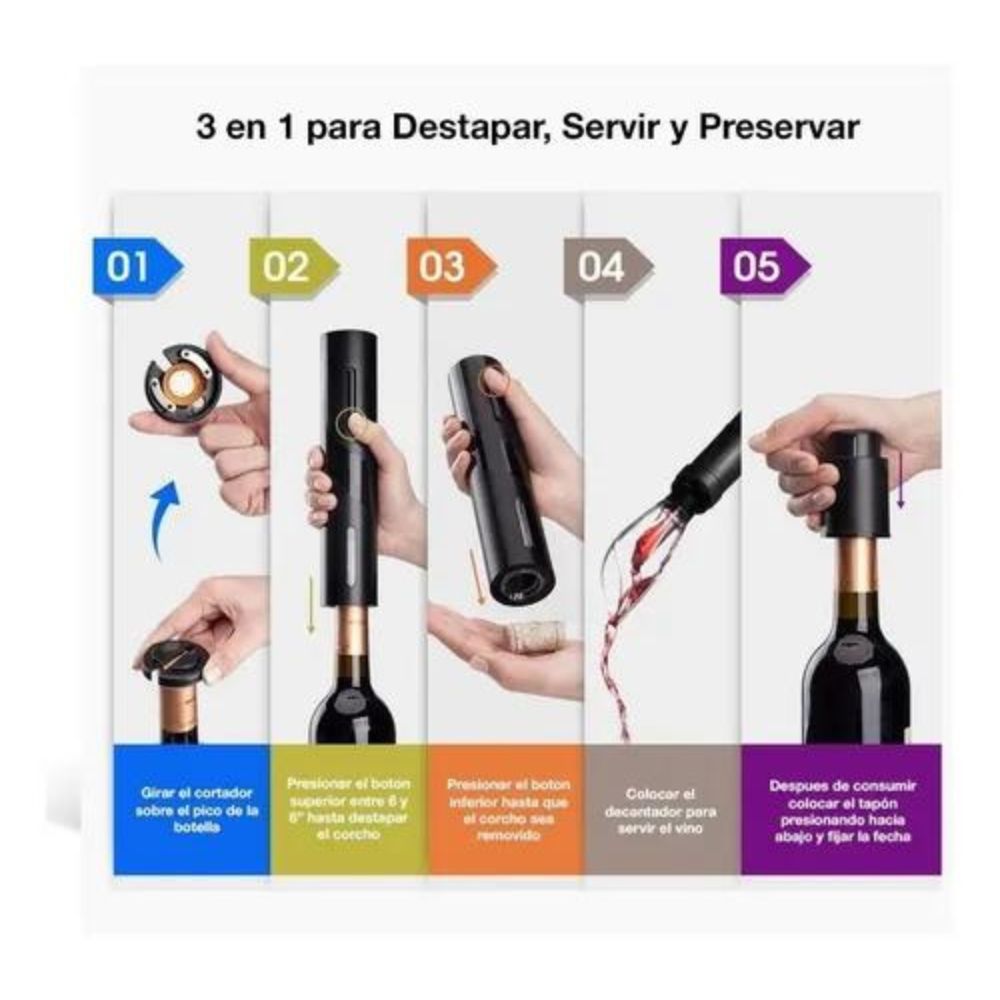 3 en 1 para Destapar, Servir y Preservar
01
02
03
04
05
Girar el cortador
sobre el pico de la
botella
Presionar el boton
superior entre 6 y
6" hasta destapar
el corcho
Presionar el boton
inferior hasta que
el corcho sea
removido
Colocar el
decantador para
servir el vino
Despues de consumir
colocar el tapón
presionando hacia
abajo y fijar la fecha